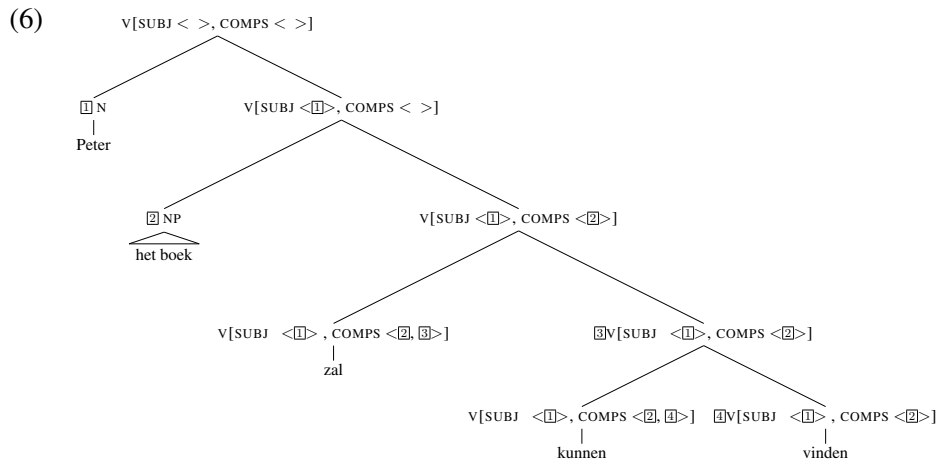 (6)
V[SUBJ < >, COMPS < >]
1 N
V[SUBJ <1>, COMPS < >]
Peter
2 NP
V[SUBJ <1>, COMPS <2>]
het boek
V[SUBJ <1> , COMPS <2, 3>]
3V[SUBJ <1>, COMPS <2>]
zal
V[SUBJ <1>, COMPS <2, 4>]
4V[SUBJ <1> , COMPS <2>]
kunnen
vinden